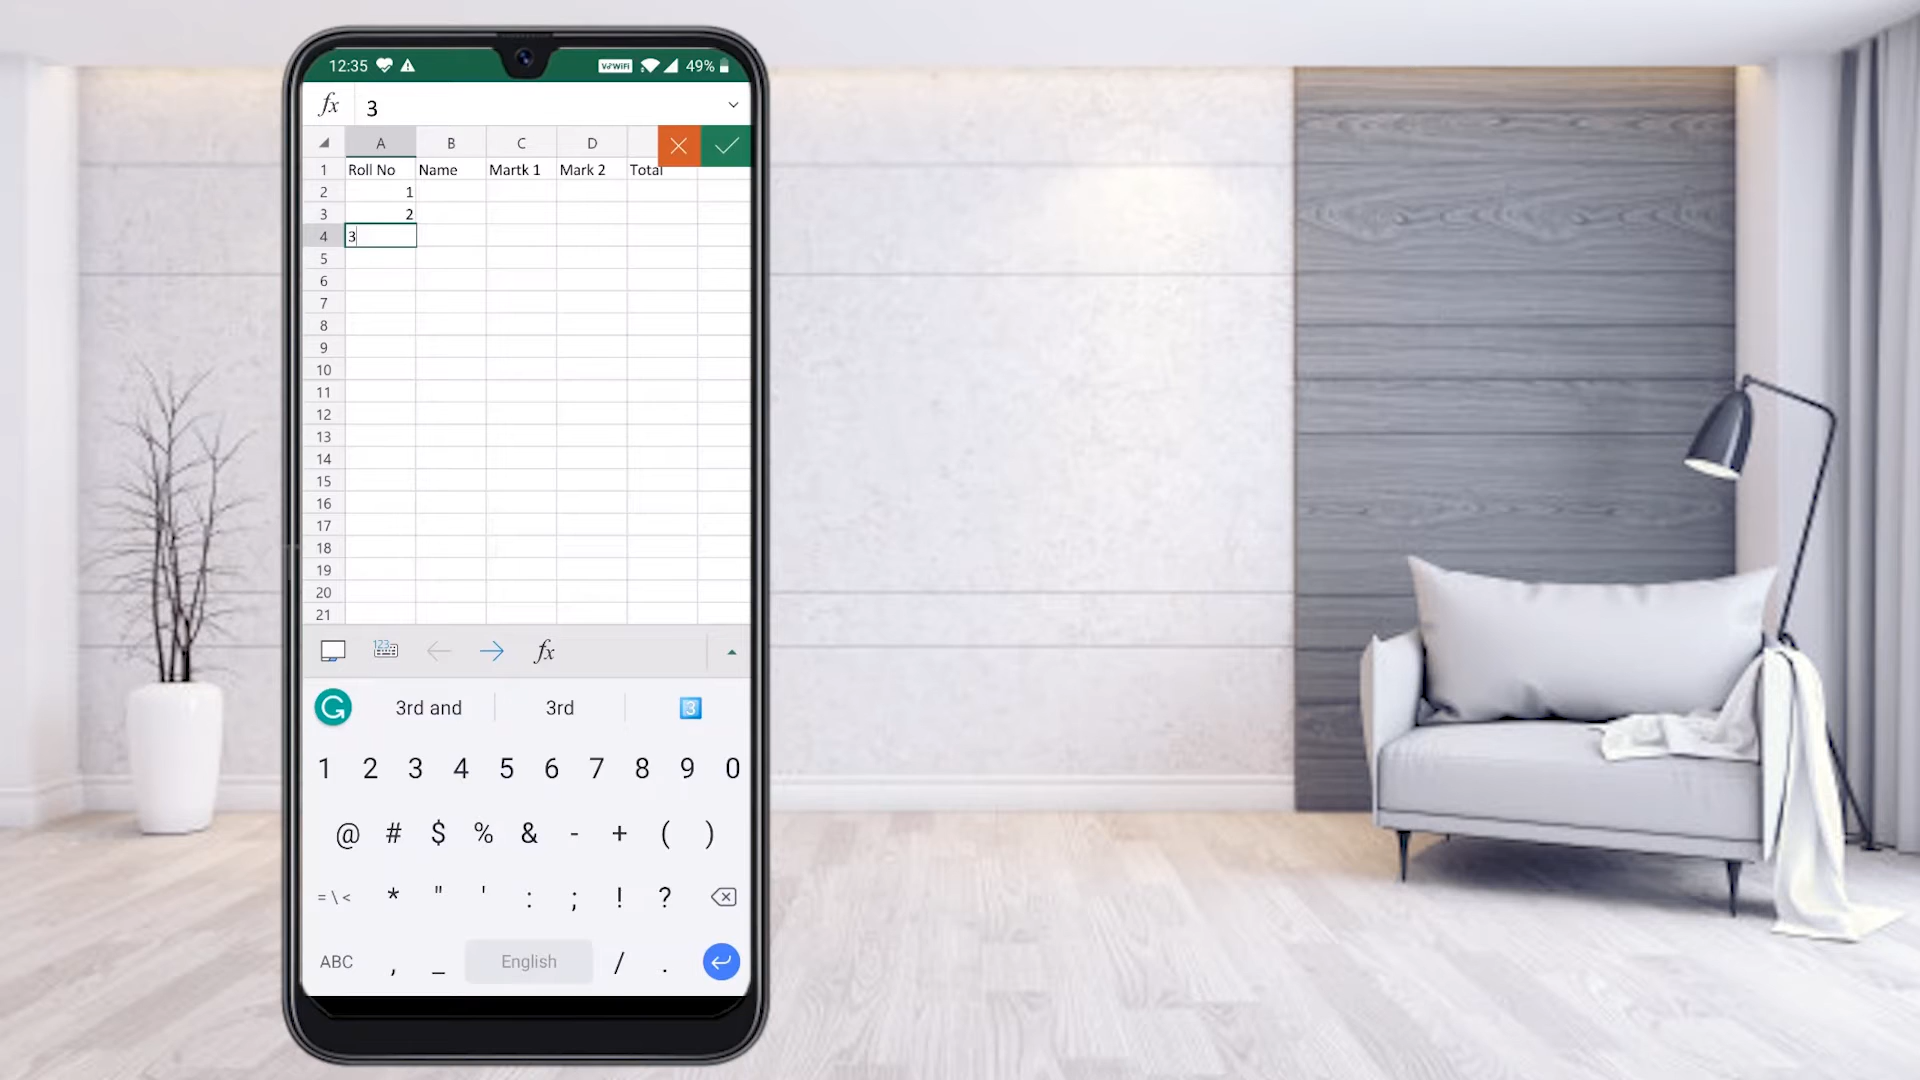 12:35 VoWiFi 49%
fx 3
A B C D
1 Roll No Name Martk 1 Mark 2 Total
2 1
3 2
4 3
5
6
7
8
9
10
11
12
13
14
15
16
17
18
19
20
21
123 fx
G 3rd and 3rd 3
1 2 3 4 5 6 7 8 9 0
@ # $ % & - + ( )
= \ < * " ' : ; ! ?
ABC , _ English / .